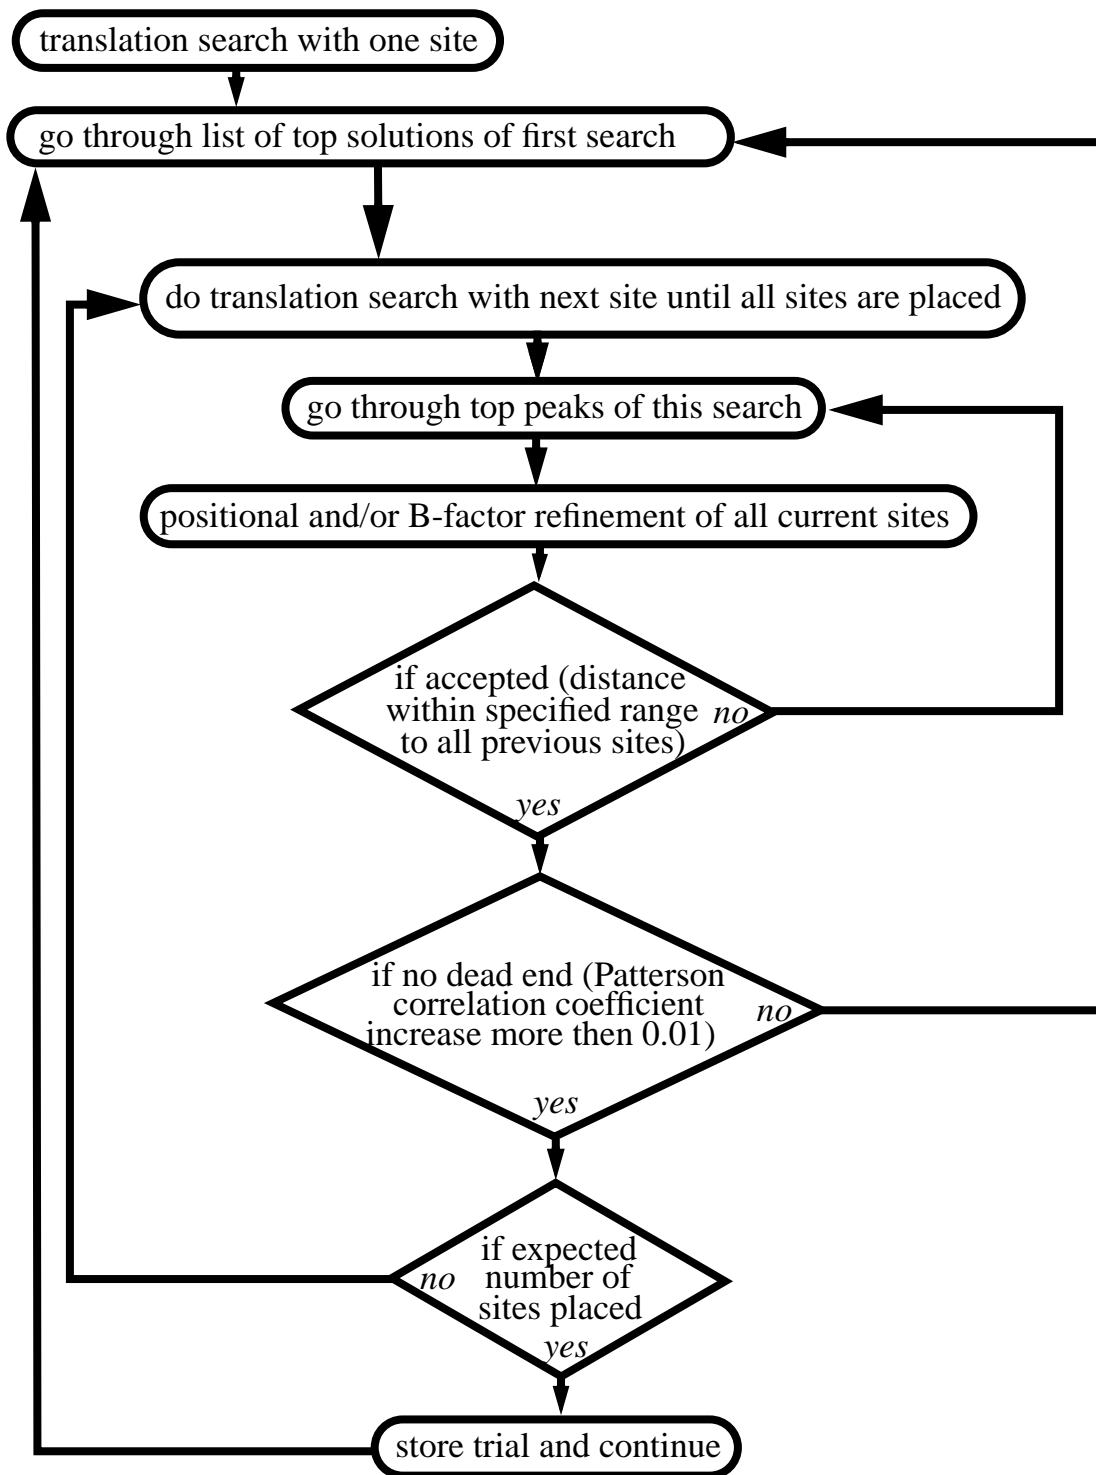 translation search with one site
go through list of top solutions of first search
do translation search with next site until all sites are placed
go through top peaks of this search
positional and/or B-factor refinement of all current sites
if accepted (distance
within specified range no
to all previous sites)
yes
if no dead end (Patterson
correlation coefficient
increase more then 0.01) no
yes
if expected
no number of
sites placed
yes
store trial and continue